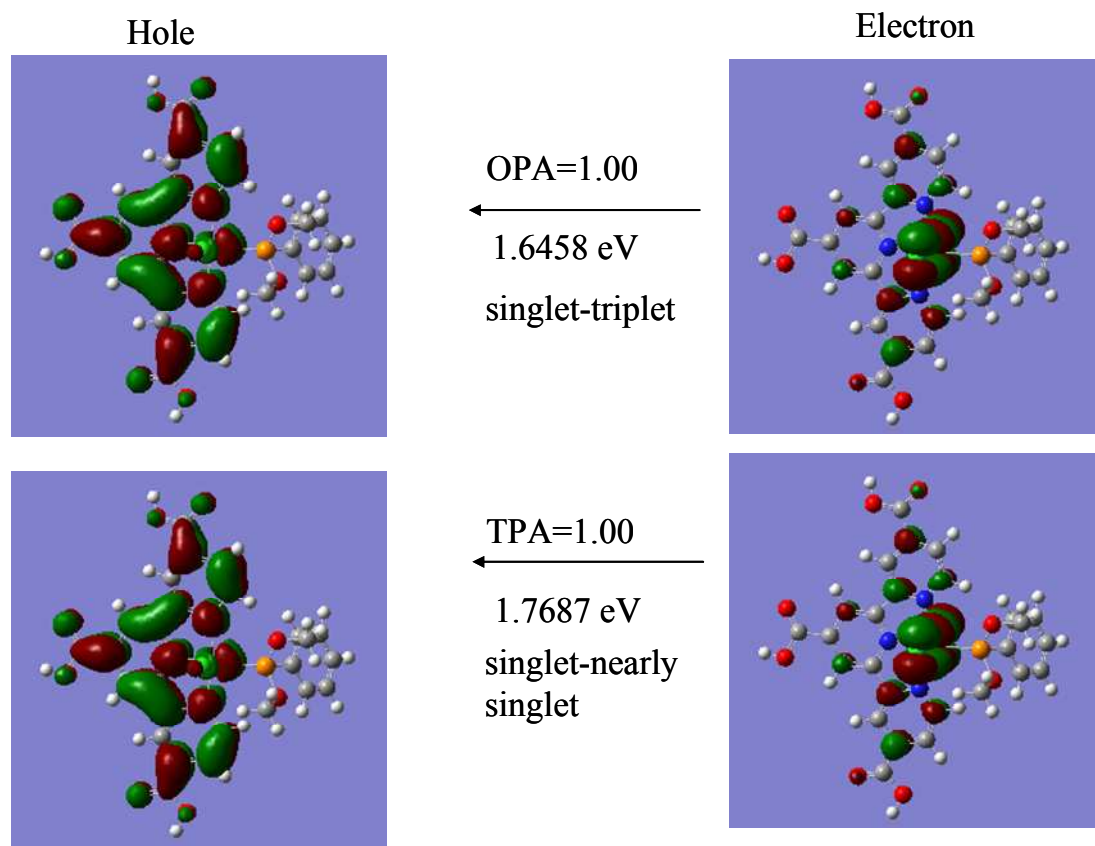 Hole
Electron
OPA=1.00
1.6458 eV
singlet-triplet
TPA=1.00
1.7687 eV
singlet-nearly
singlet